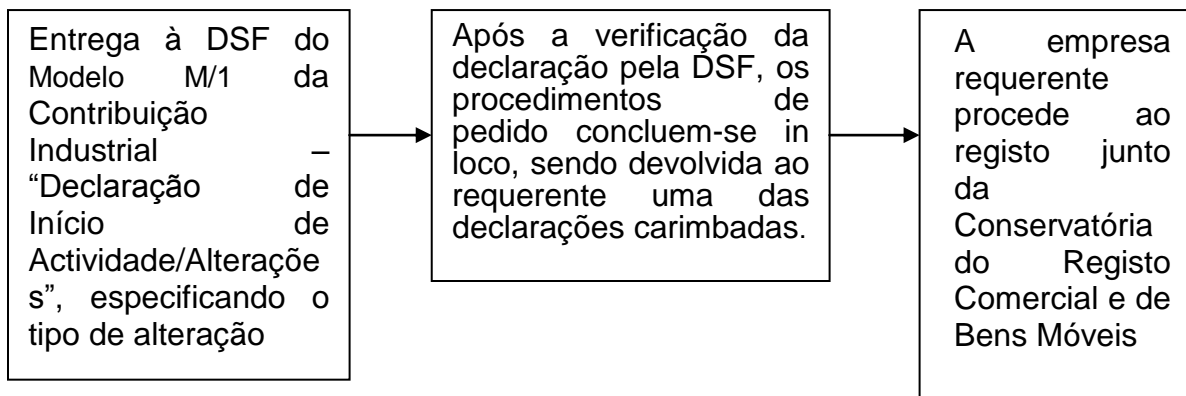 Entrega à DSF do
Modelo M/1 da
Contribuição
Industrial –
“Declaração de
Início de
Actividade/Alteraçõe
s”, especificando o
tipo de alteração
Após a verificação da
declaração pela DSF, os
procedimentos de
pedido concluem-se in
loco, sendo devolvida ao
requerente uma das
declarações carimbadas.
A empresa
requerente
procede ao
registo junto
da
Conservatória
do Registo
Comercial e de
Bens Móveis